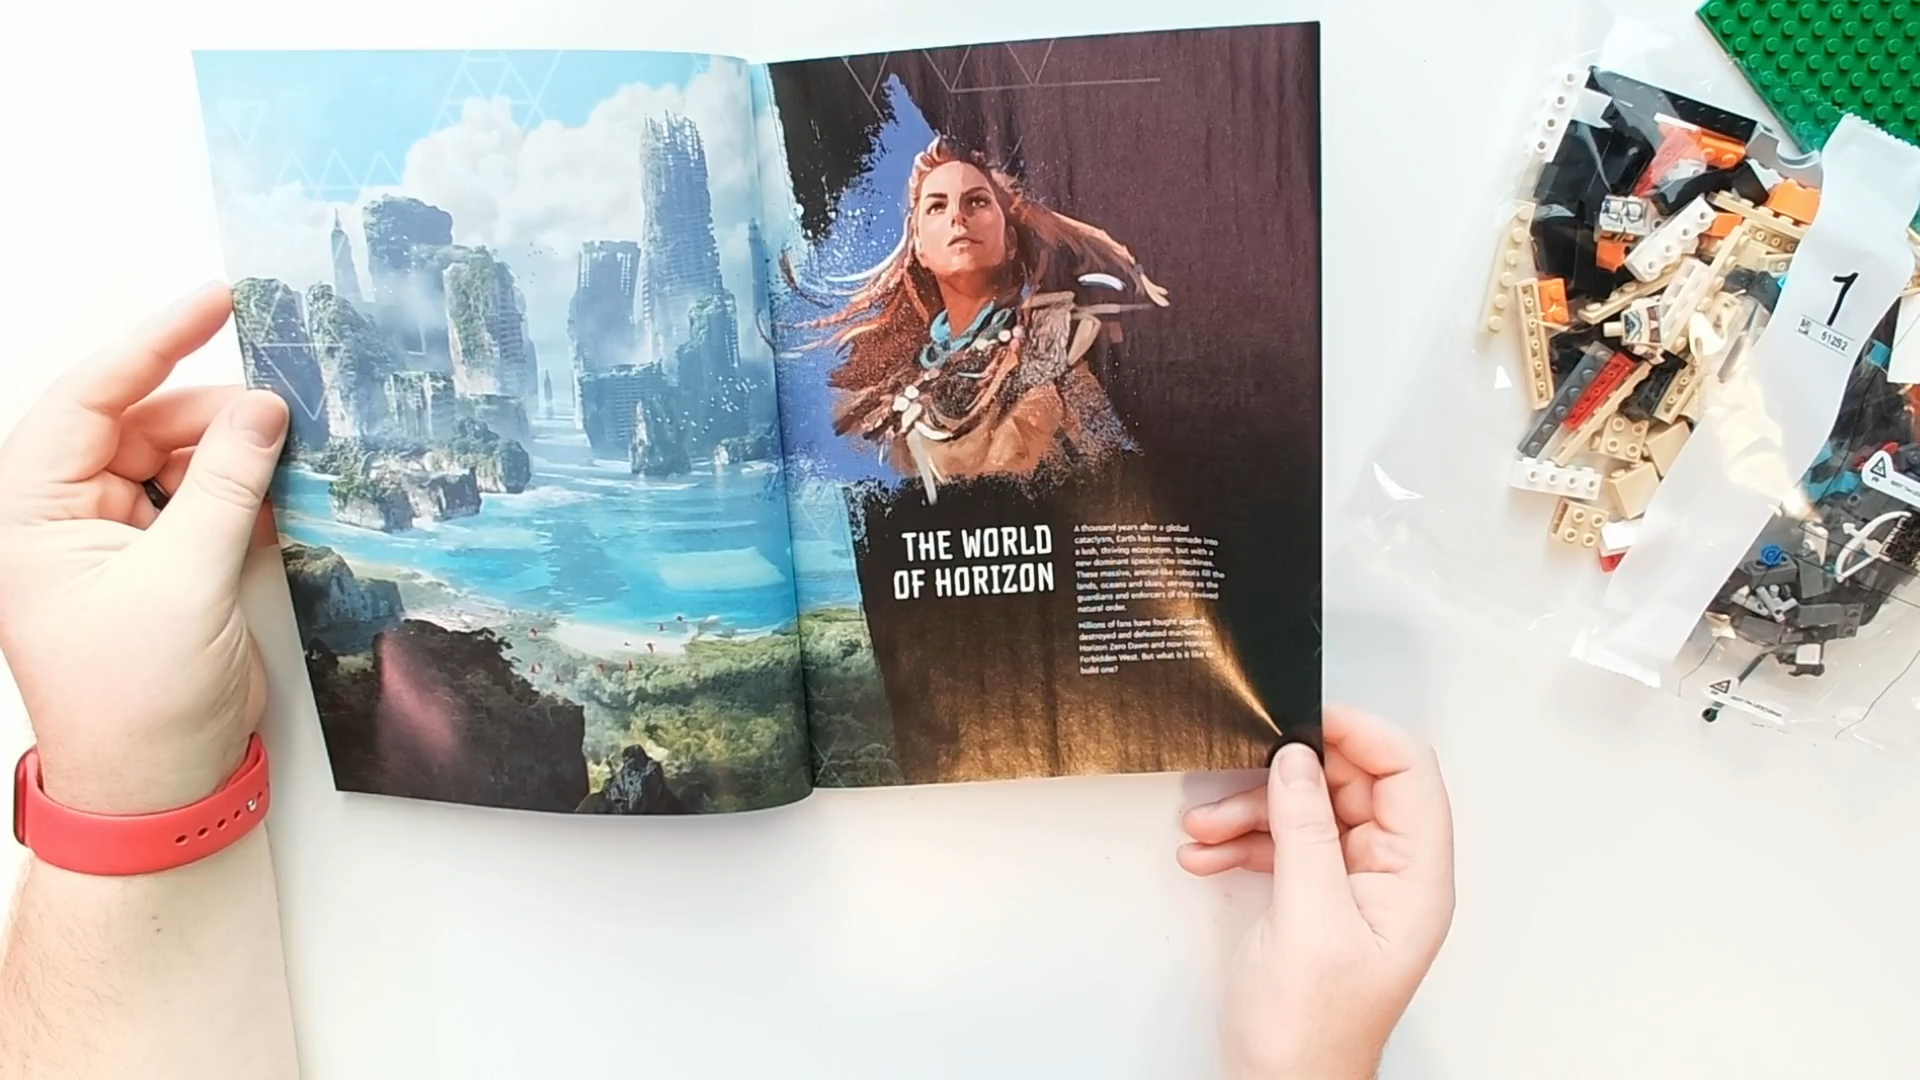 THE WORLD
OF HORIZON
A thousand years after a global
cataclysm, Earth has been remade into
a lush, thriving ecosystem, but with a
new dominant species; the machines.
These massive, animal-like robots fill the
lands, oceans and skies, serving as the
guardians and enforcers of the revived
natural order.
Millions of fans have fought against,
destroyed and defeated machines in
Horizon Zero Dawn and now Horizon
Forbidden West. But what is it like to
build one?
1